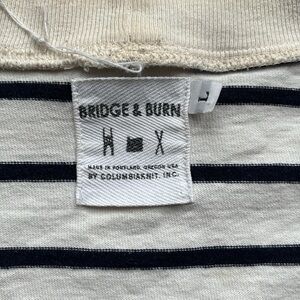 BRIDGE & BURN
L
MADE IN PORTLAND, OREGON USA
BY COLUMBIAKNIT, INC.